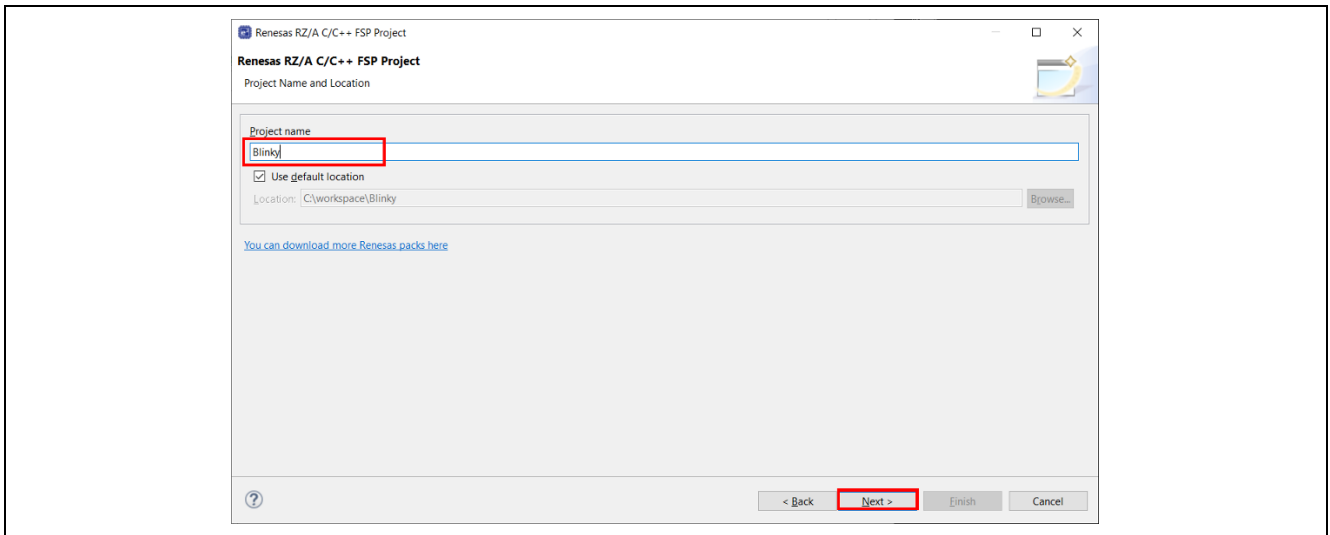 Renesas RZ/A C/C++ FSP Project
Renesas RZ/A C/C++ FSP Project
Project Name and Location
Project name
Blinky
Use default location
Location: C:\workspace\Blinky Browse...
You can download more Renesas packs here
? < Back Next > Finish Cancel